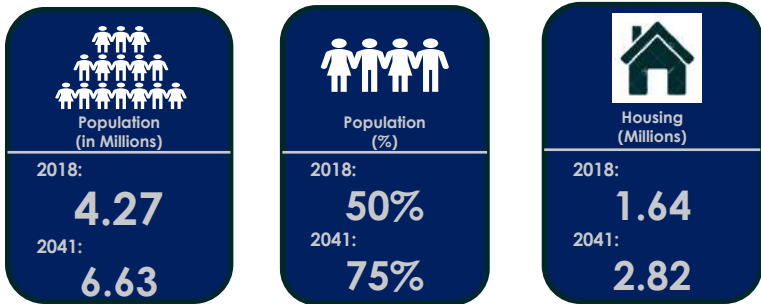 Population
(in Millions)
2018:
4.27
2041:
6.63
Population
(%)
2018:
50%
2041:
75%
Housing
(Millions)
2018:
1.64
2041:
2.82